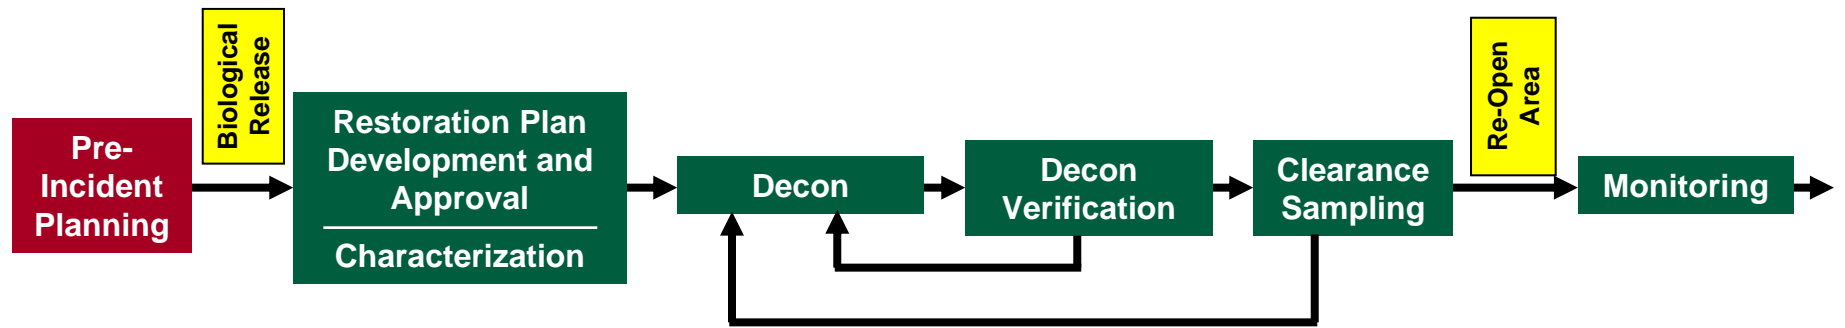 Pre-
Incident
Planning
Biological
Release
Restoration Plan
Development and
Approval
Characterization
Decon
Decon
Verification
Clearance
Sampling
Re-Open
Area
Monitoring